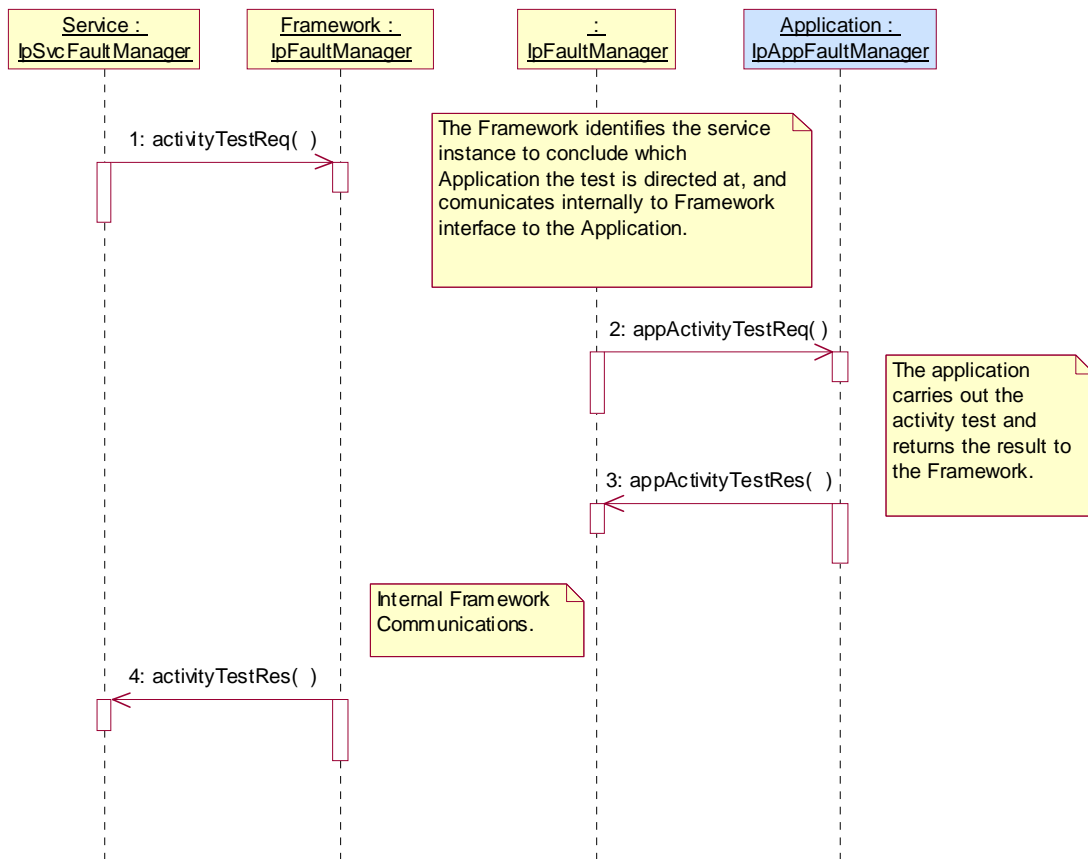 Service :
IpSvcFaultManager
Framework :
IpFaultManager
:
IpFaultManager
Application :
IpAppFaultManager
1: activityTestReq( )
The Framework identifies the service
instance to conclude which
Application the test is directed at, and
comunicates internally to Framework
interface to the Application.
2: appActivityTestReq( )
The application
carries out the
activity test and
returns the result to
the Framework.
3: appActivityTestRes( )
Internal Framework
Communications.
4: activityTestRes( )